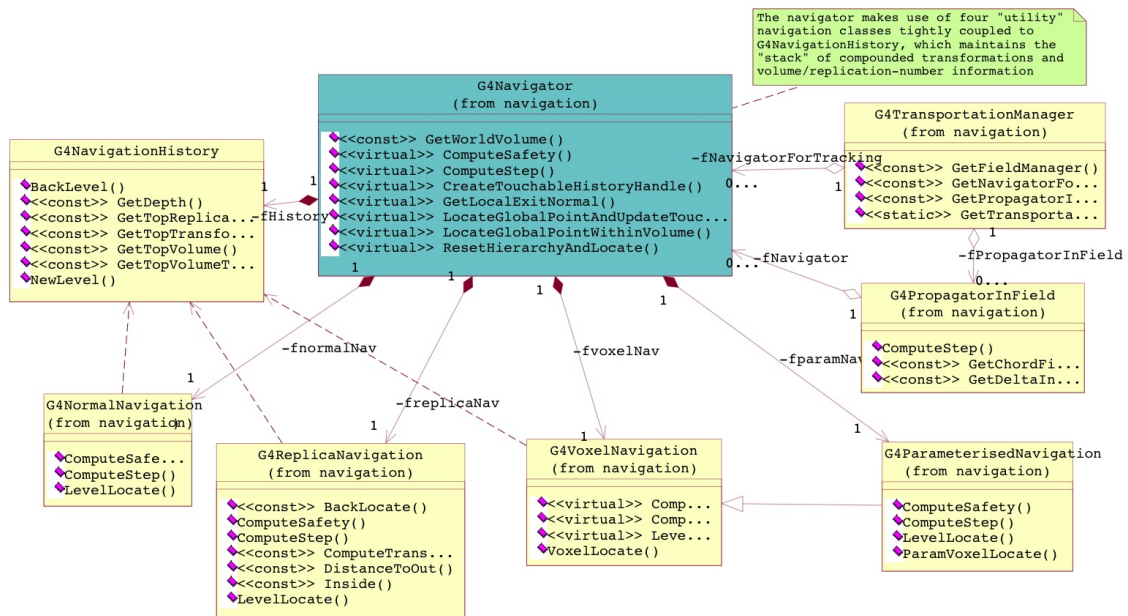 The navigator makes use of four "utility"
navigation classes tightly coupled to
G4NavigationHistory, which maintains the
"stack" of compounded transformations and
volume/replication-number information
G4Navigator
(from navigation)
<<const>> GetWorldVolume()
<<virtual>> ComputeSafety()
<<virtual>> ComputeStep()
<<virtual>> CreateTouchableHistoryHandle()
<<virtual>> GetLocalExitNormal()
<<virtual>> LocateGlobalPointAndUpdateTouc...
<<virtual>> LocateGlobalPointWithinVolume()
<<virtual>> ResetHierarchyAndLocate()
G4TransportationManager
(from navigation)
<<const>> GetFieldManager()
<<const>> GetNavigatorFo...
<<const>> GetPropagatorI...
<<static>> GetTransporta...
G4NavigationHistory
BackLevel()
<<const>> GetDepth()
<<const>> GetTopReplica...
<<const>> GetTopTransfo...
<<const>> GetTopVolume()
<<const>> GetTopVolumeT...
NewLevel()
1
1
-fHistory
-fNavigatorForTracking
0...
1
1
-fPropagatorInField
0...
-fNavigator
0...
1
G4PropagatorInField
(from navigation)
ComputeStep()
<<const>> GetChordFi...
<<const>> GetDeltaIn...
1
1
1
1
-fnormalNav
1
-freplicaNav
1
-fvoxelNav
1
-fparamNav
1
G4NormalNavigation
(from navigation)
ComputeSafe...
ComputeStep()
LevelLocate()
G4ReplicaNavigation
(from navigation)
<<const>> BackLocate()
ComputeSafety()
ComputeStep()
<<const>> ComputeTrans...
<<const>> DistanceToOut()
<<const>> Inside()
LevelLocate()
G4VoxelNavigation
(from navigation)
<<virtual>> Comp...
<<virtual>> Comp...
<<virtual>> Leve...
VoxelLocate()
G4ParameterisedNavigation
(from navigation)
ComputeSafety()
ComputeStep()
LevelLocate()
ParamVoxelLocate()